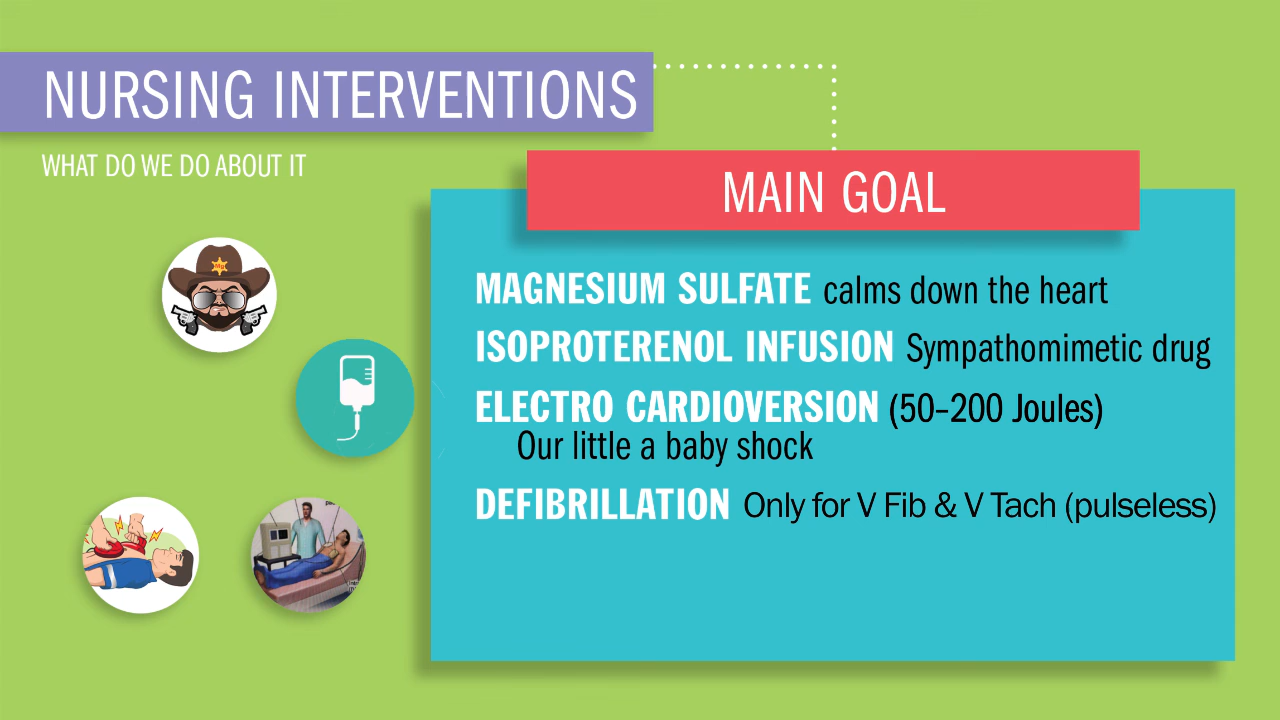 NURSING INTERVENTIONS
WHAT DO WE DO ABOUT IT
MAIN GOAL
MAGNESIUM SULFATE calms down the heart
ISOPROTERENOL INFUSION Sympathomimetic drug
ELECTRO CARDIOVERSION (50–200 Joules)
Our little a baby shock
DEFIBRILLATION Only for V Fib & V Tach (pulseless)
Mg